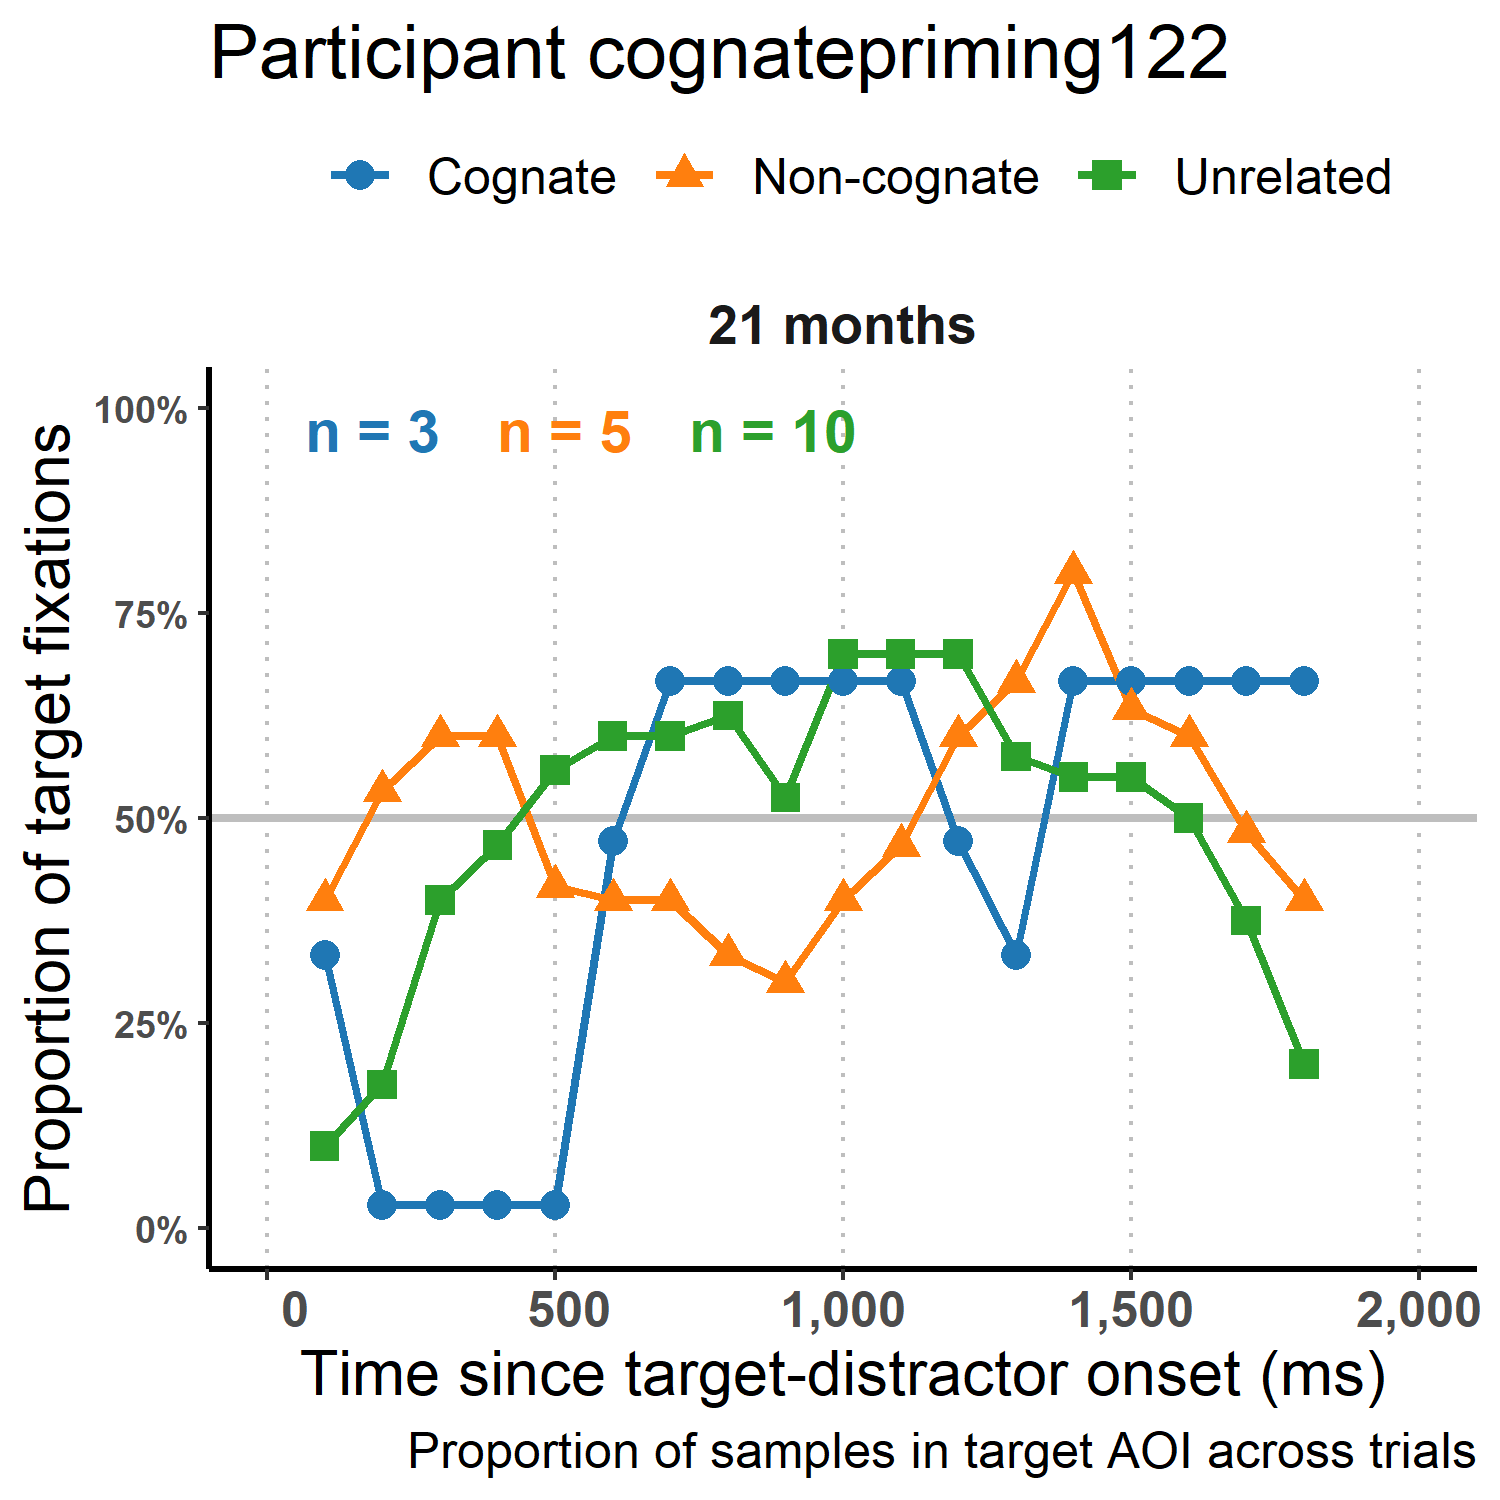 Participant cognatepriming122
Cognate Non-cognate Unrelated
21 months
n = 3 n = 5 n = 10
100%
75%
50%
25%
0%
Proportion of target fixations
0 500 1,000 1,500 2,000
Time since target-distractor onset (ms)
Proportion of samples in target AOI across trials